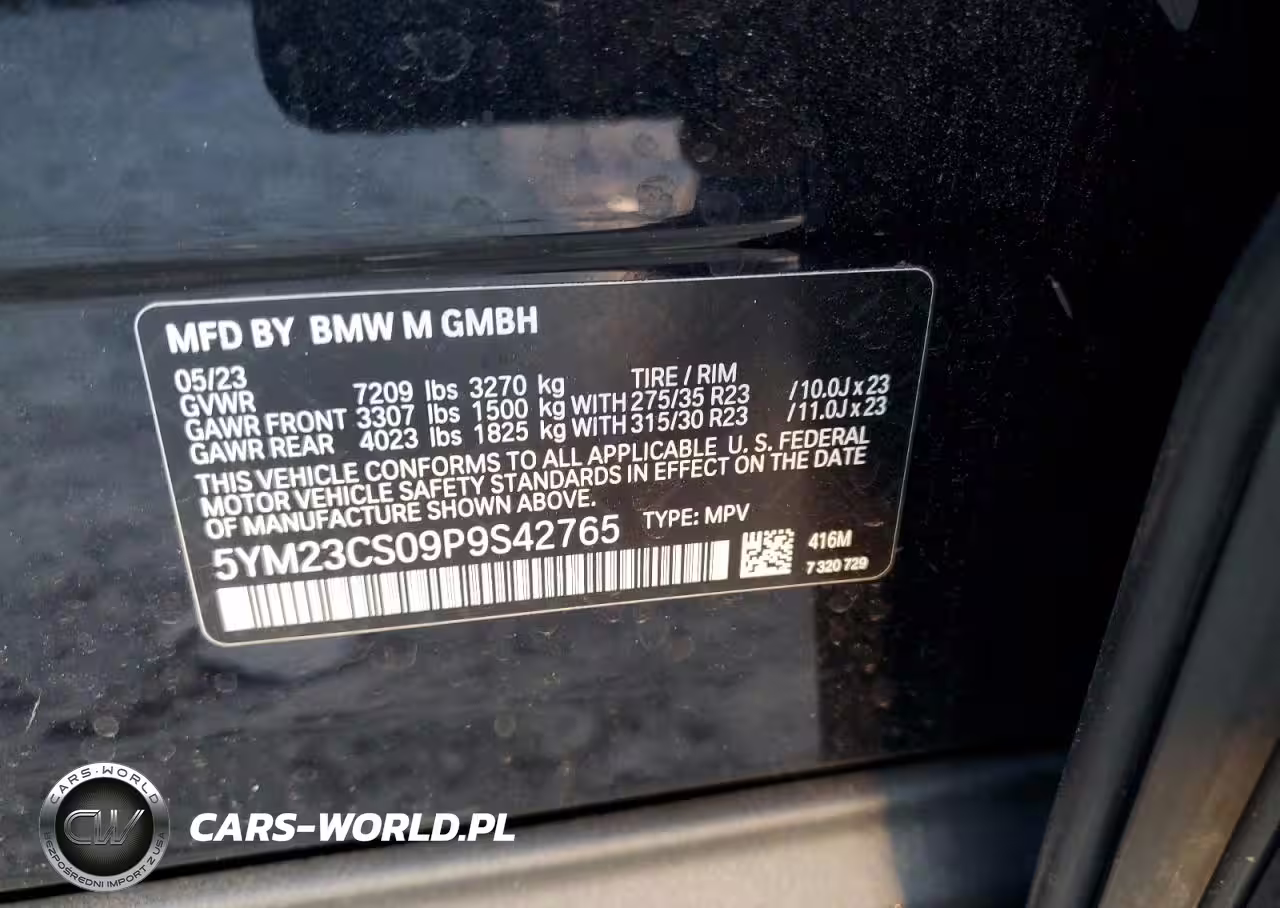 MFD BY BMW M GMBH
05/23 TIRE / RIM
GVWR 7209 lbs 3270 kg
GAWR FRONT 3307 lbs 1500 kg WITH 275/35 R23 /10.0J x 23
GAWR REAR 4023 lbs 1825 kg WITH 315/30 R23 /11.0J x 23
THIS VEHICLE CONFORMS TO ALL APPLICABLE U. S. FEDERAL
MOTOR VEHICLE SAFETY STANDARDS IN EFFECT ON THE DATE
OF MANUFACTURE SHOWN ABOVE.
5YM23CS09P9S42765 TYPE: MPV
416M
7 320 729
CARS-WORLD
CW
BEZPOŚREDNI IMPORT Z USA
CARS-WORLD.PL